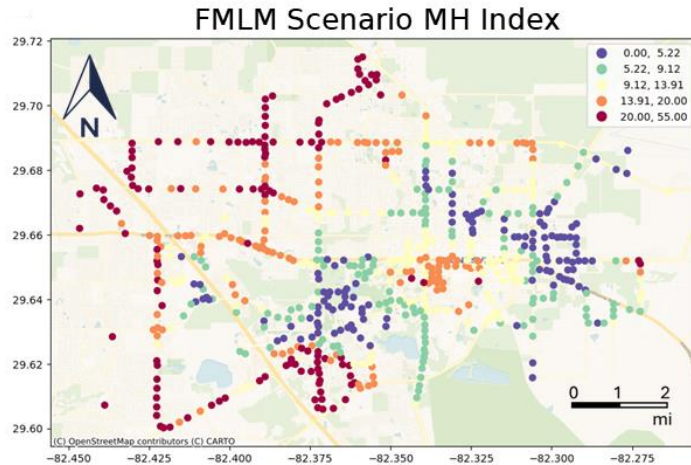 FMLM Scenario MH Index
29.72
0.00, 5.22
5.22, 9.12
9.12, 13.91
13.91, 20.00
20.00, 55.00
N
29.70
29.68
29.66
29.64
29.62
29.60
0 1 2
mi
(C) OpenStreetMap contributors (C) CARTO
−82.450 −82.425 −82.400 −82.375 −82.350 −82.325 −82.300 −82.275